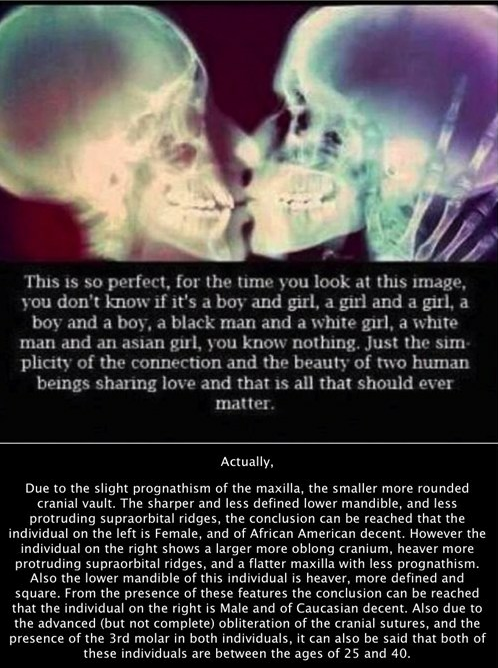 This is so perfect, for the time you look at this image,
you don't know if it's a boy and girl, a girl and a girl, a
boy and a boy, a black man and a white girl, a white
man and an asian girl, you know nothing. Just the sim-
plicity of the connection and the beauty of two human
beings sharing love and that is all that should ever
matter.
Actually,
Due to the slight prognathism of the maxilla, the smaller more rounded
cranial vault. The sharper and less defined lower mandible, and less
protruding supraorbital ridges, the conclusion can be reached that the
individual on the left is Female, and of African American decent. However the
individual on the right shows a larger more oblong cranium, heaver more
protruding supraorbital ridges, and a flatter maxilla with less prognathism.
Also the lower mandible of this individual is heaver, more defined and
square. From the presence of these features the conclusion can be reached
that the individual on the right is Male and of Caucasian decent. Also due to
the advanced (but not complete) obliteration of the cranial sutures, and the
presence of the 3rd molar in both individuals, it can also be said that both of
these individuals are between the ages of 25 and 40.